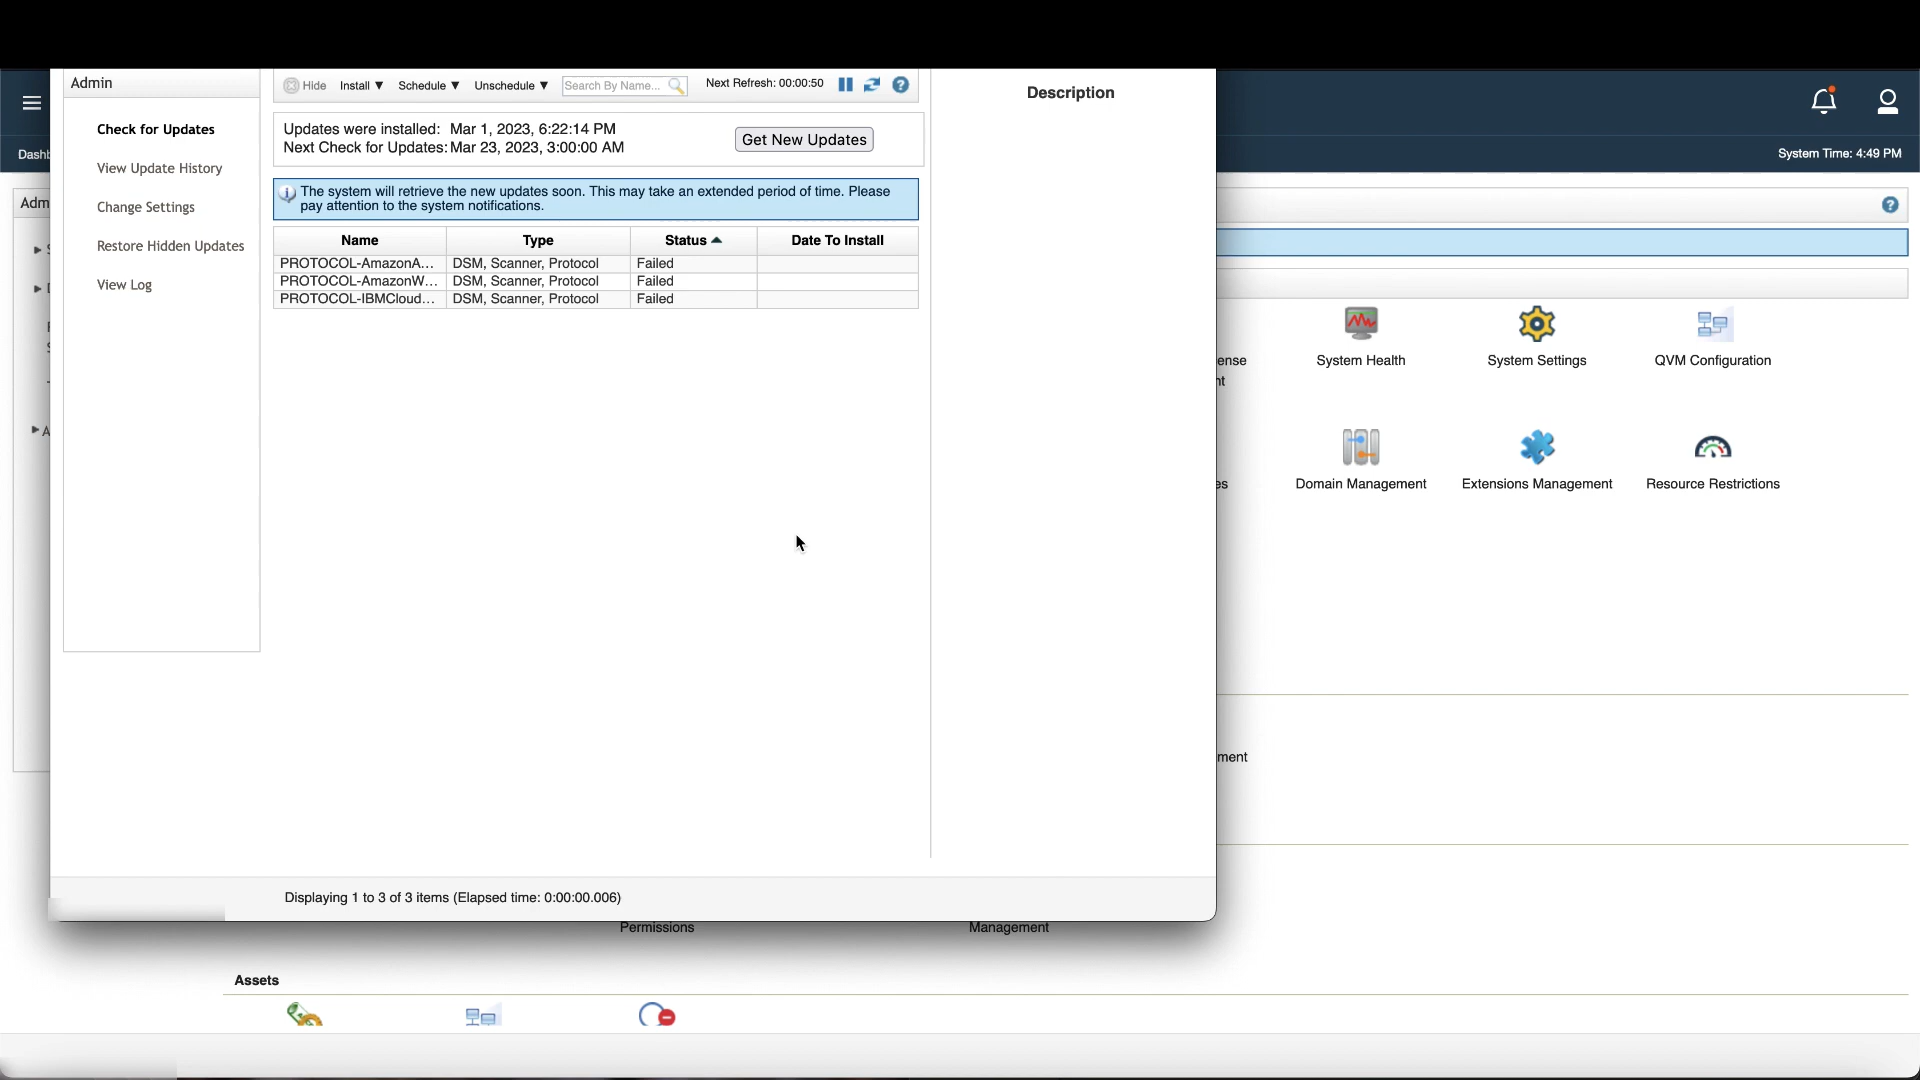 Admin
Hide Install ▼ Schedule ▼ Unschedule ▼ Search By Name... Next Refresh: 00:00:50
Description
Check for Updates
View Update History
Change Settings
Restore Hidden Updates
View Log
Updates were installed: Mar 1, 2023, 6:22:14 PM
Next Check for Updates: Mar 23, 2023, 3:00:00 AM
Get New Updates
The system will retrieve the new updates soon. This may take an extended period of time. Please
pay attention to the system notifications.
Name Type Status Date To Install
PROTOCOL-AmazonA... DSM, Scanner, Protocol Failed
PROTOCOL-AmazonW... DSM, Scanner, Protocol Failed
PROTOCOL-IBMCloud... DSM, Scanner, Protocol Failed
Displaying 1 to 3 of 3 items (Elapsed time: 0:00:00.006)
Dashb
System Time: 4:49 PM
Adm
ense
nt
System Health
System Settings
QVM Configuration
es
Domain Management
Extensions Management
Resource Restrictions
ment
Permissions
Management
Assets